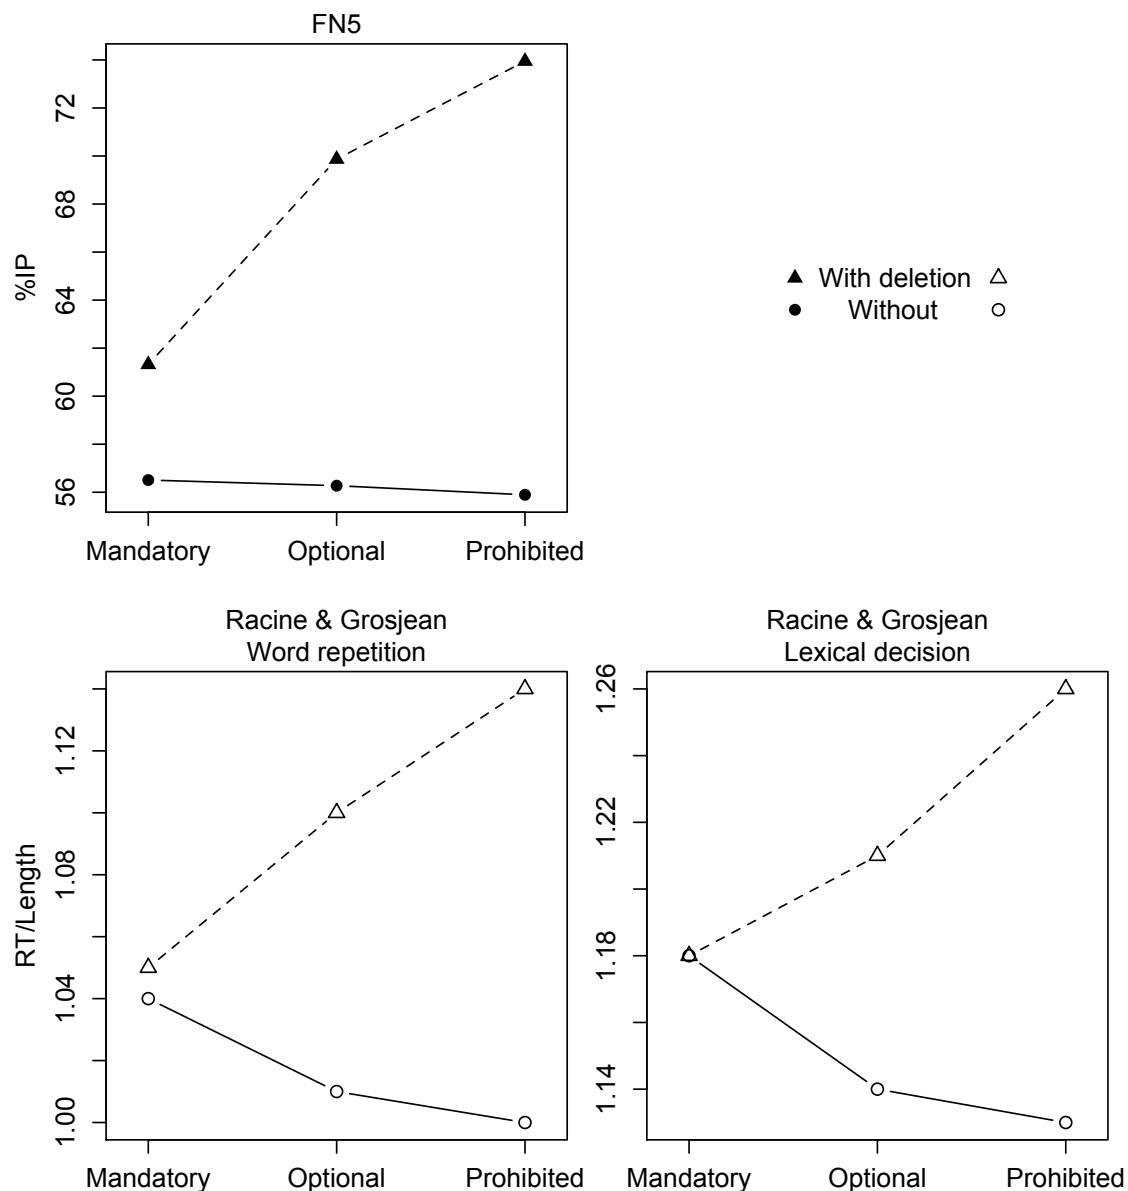 FN5
72
68
64
60
56
%IP
Mandatory Optional Prohibited
With deletion
Without
Racine & Grosjean
Word repetition
1.12
1.08
1.04
1.00
RT/Length
Mandatory Optional Prohibited
Racine & Grosjean
Lexical decision
1.26
1.22
1.18
1.14
Mandatory Optional Prohibited